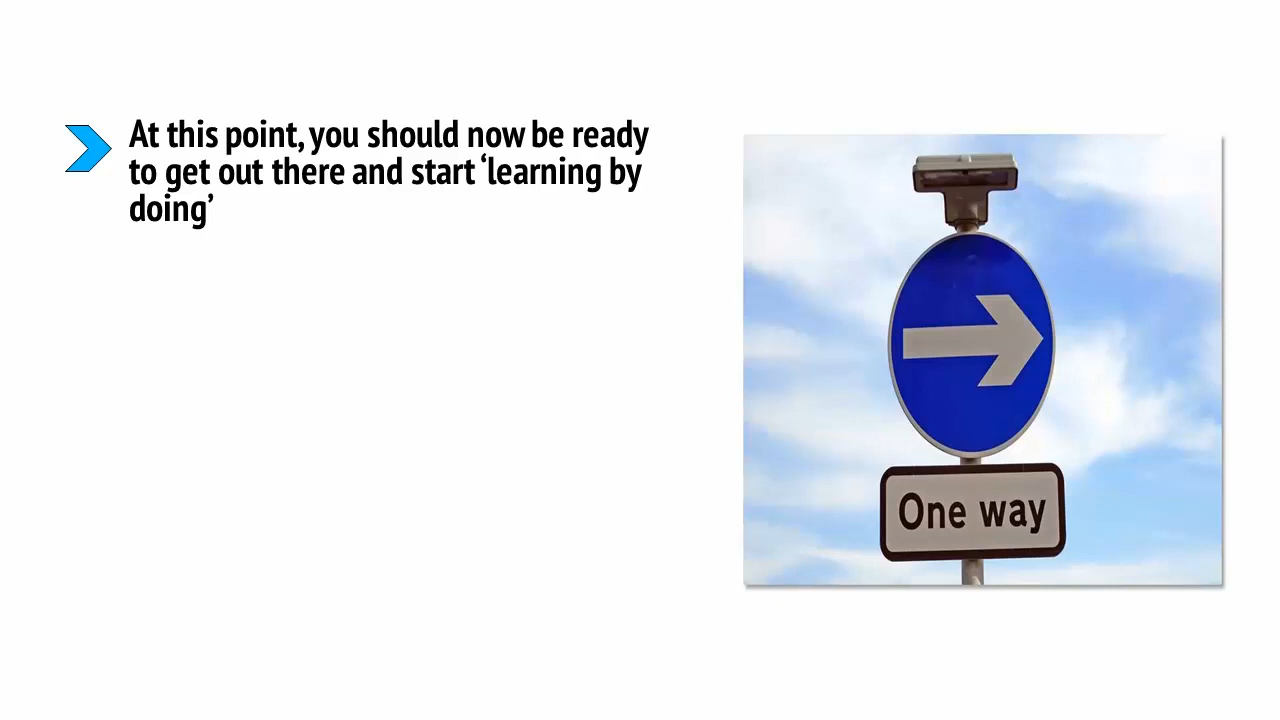 At this point, you should now be ready
to get out there and start ‘learning by
doing’
One way